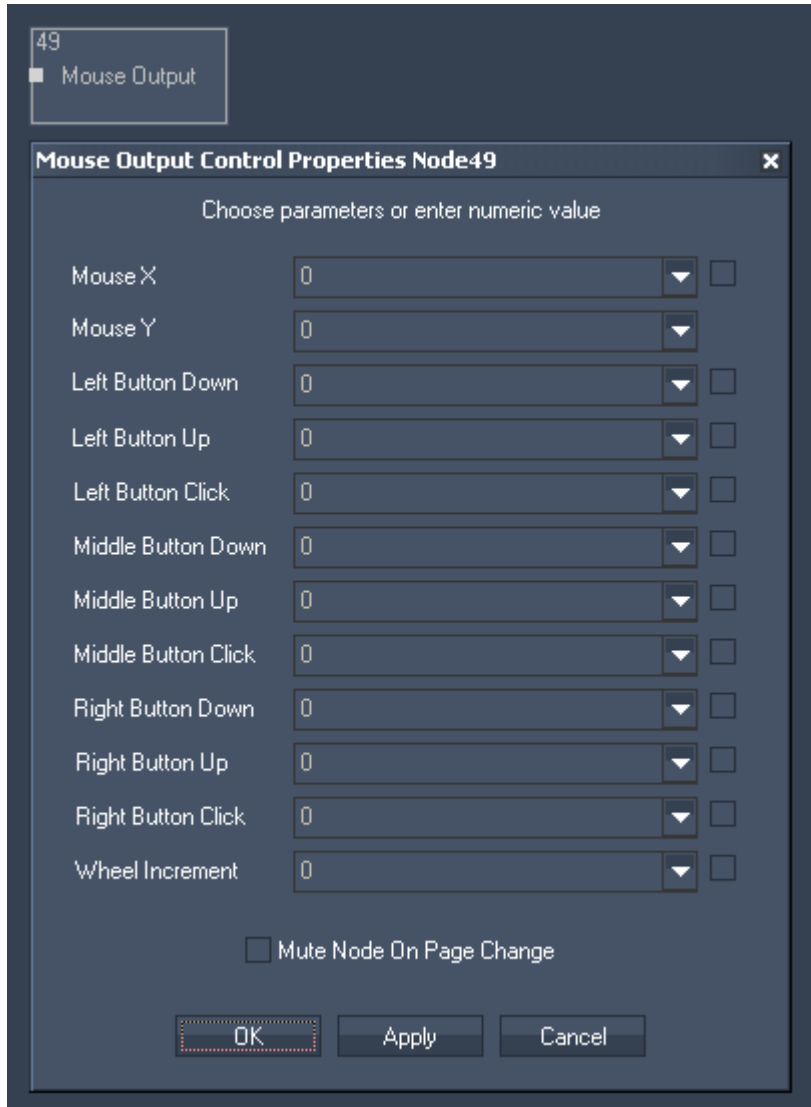 49
Mouse Output
Mouse Output Control Properties Node49
Choose parameters or enter numeric value
Mouse X 0
Mouse Y 0
Left Button Down 0
Left Button Up 0
Left Button Click 0
Middle Button Down 0
Middle Button Up 0
Middle Button Click 0
Right Button Down 0
Right Button Up 0
Right Button Click 0
Wheel Increment 0
Mute Node On Page Change
OK Apply Cancel